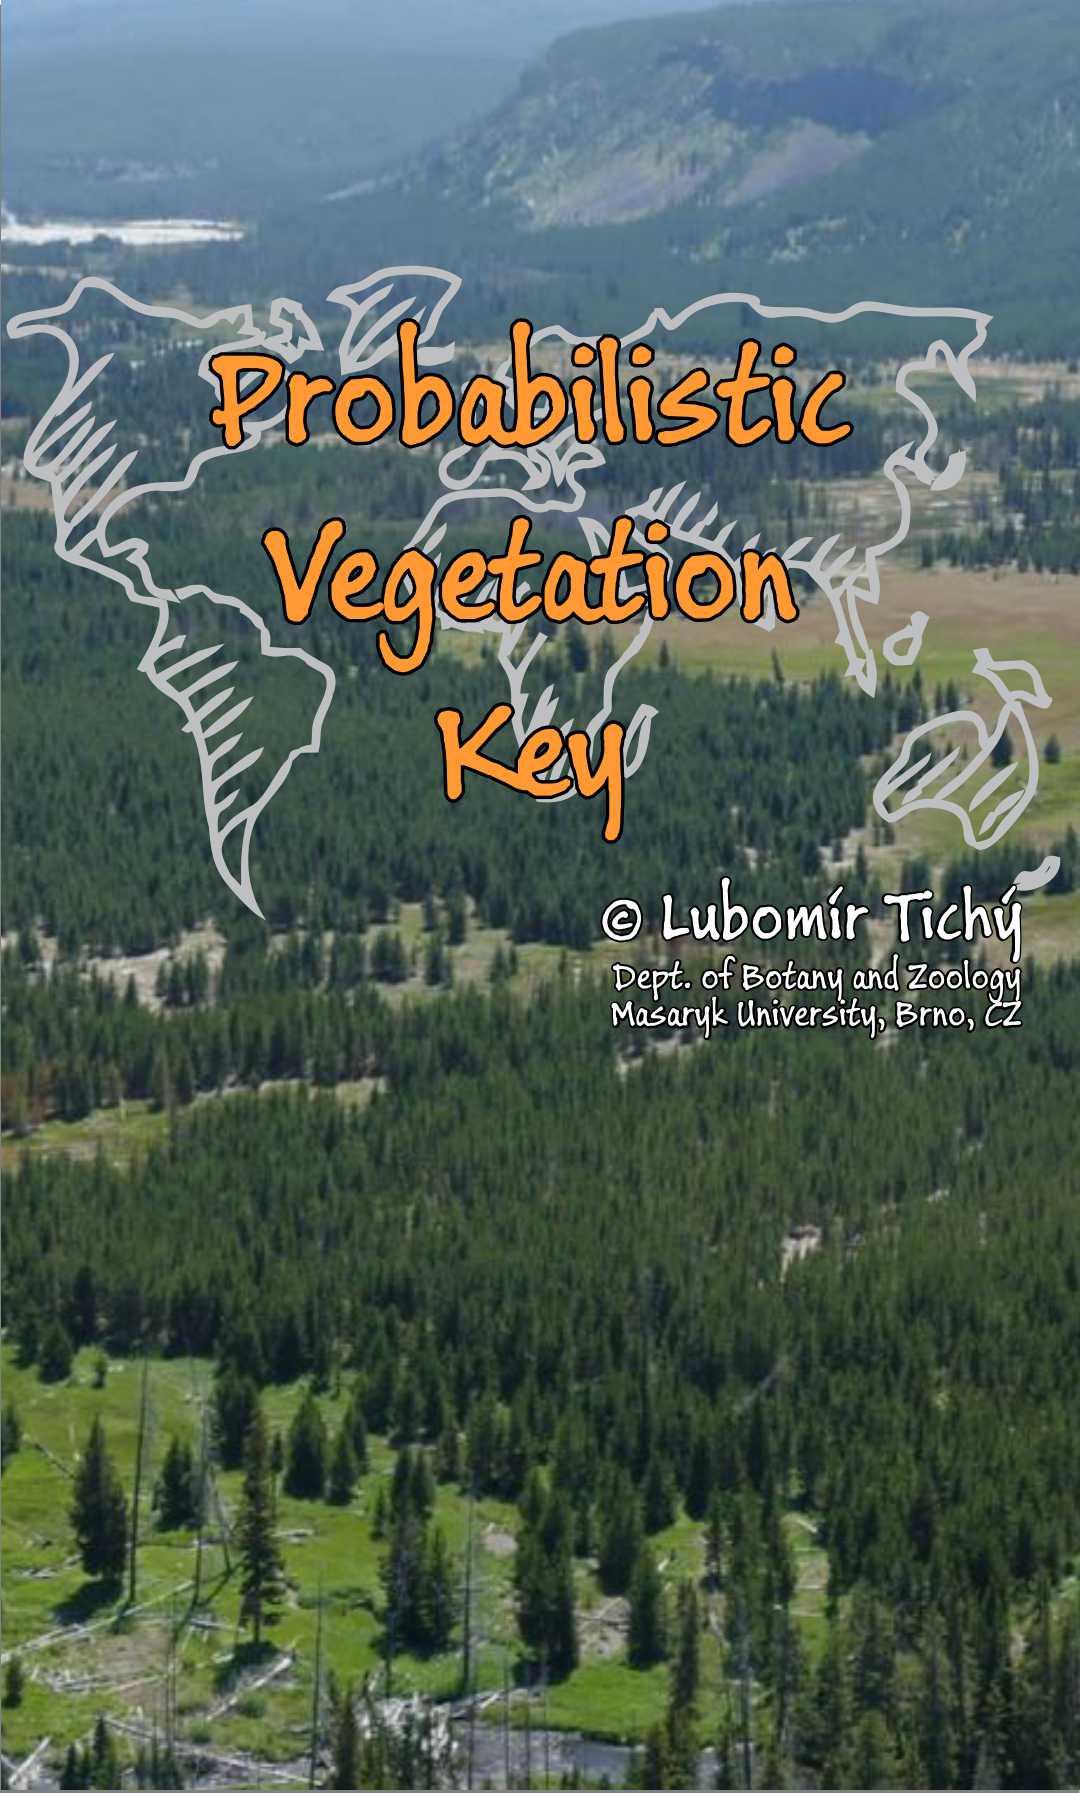 Probabilistic
Vegetation
Key
© Lubomír Tichý
Dept. of Botany and Zoology
Masaryk University, Brno, CZ